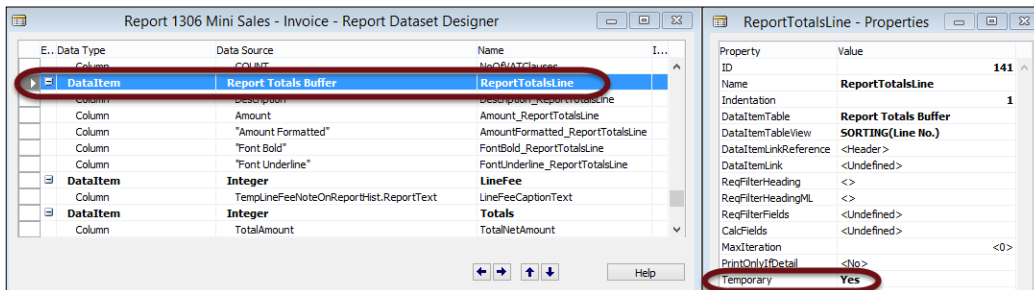 Report 1306 Mini Sales - Invoice - Report Dataset Designer
E.. Data Type Data Source Name I...
Column COUNT NoOfVATClauses
DataItem Report Totals Buffer ReportTotalsLine
Column Description Description_ReportTotalsLine
Column Amount Amount_ReportTotalsLine
Column "Amount Formatted" AmountFormatted_ReportTotalsLine
Column "Font Bold" FontBold_ReportTotalsLine
Column "Font Underline" FontUnderline_ReportTotalsLine
DataItem Integer LineFee
Column TempLineFeeNoteOnReportHist.ReportText LineFeeCaptionText
DataItem Integer Totals
Column TotalAmount TotalNetAmount
Help
ReportTotalsLine - Properties
Property Value
ID 141
Name ReportTotalsLine
Indentation 1
DataItemTable Report Totals Buffer
DataItemTableView SORTING(Line No.)
DataItemLinkReference <Header>
DataItemLink <Undefined>
ReqFilterHeading <>
ReqFilterHeadingML <>
ReqFilterFields <Undefined>
CalcFields <Undefined>
MaxIteration <0>
PrintOnlyIfDetail <No>
Temporary Yes